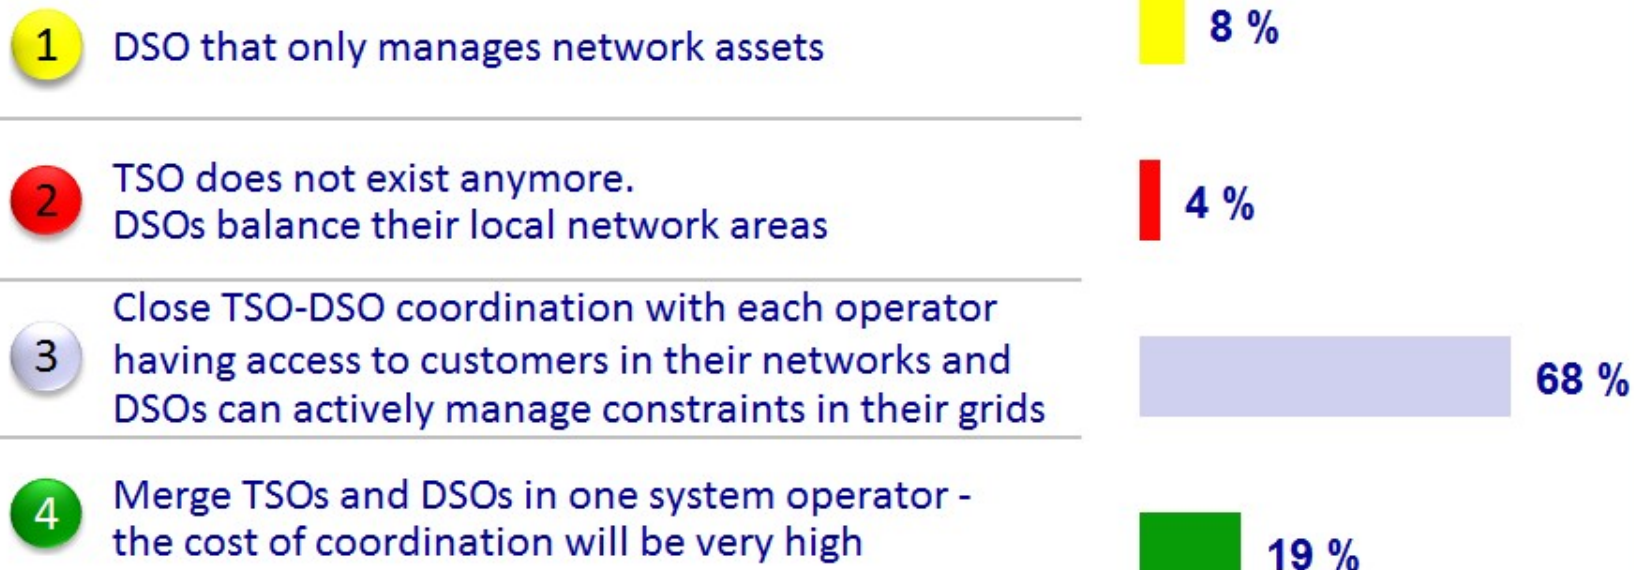 1 DSO that only manages network assets 8 %
2 TSO does not exist anymore.
DSOs balance their local network areas 4 %
3 Close TSO-DSO coordination with each operator
having access to customers in their networks and
DSOs can actively manage constraints in their grids 68 %
4 Merge TSOs and DSOs in one system operator -
the cost of coordination will be very high 19 %